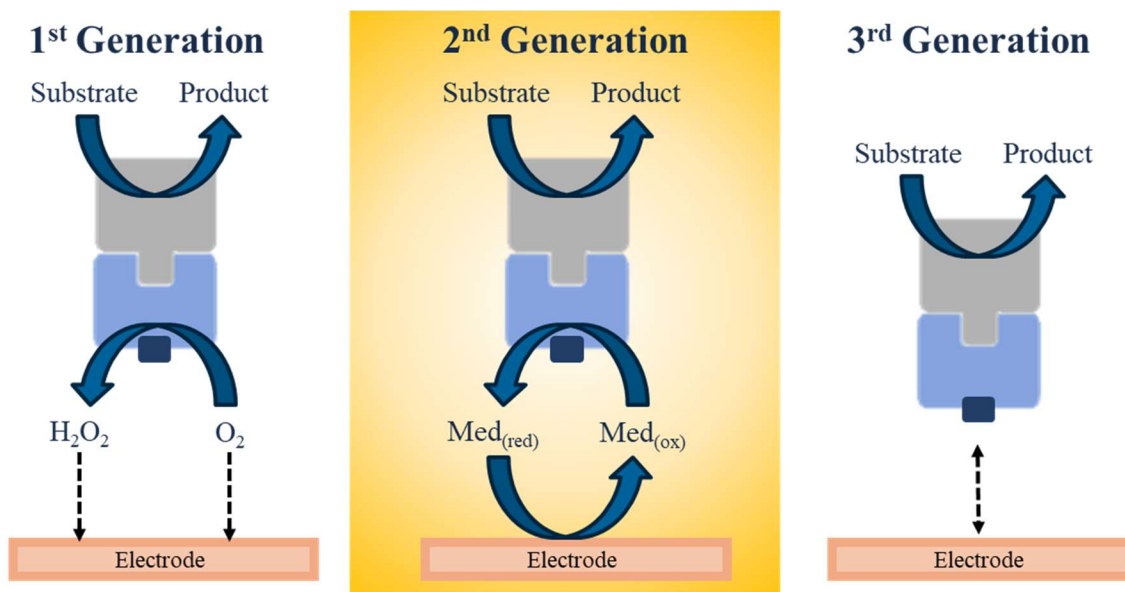 1st Generation
Substrate Product
H₂O₂ O₂
Electrode
2nd Generation
Substrate Product
Med(red) Med(ox)
Electrode
3rd Generation
Substrate Product
Electrode